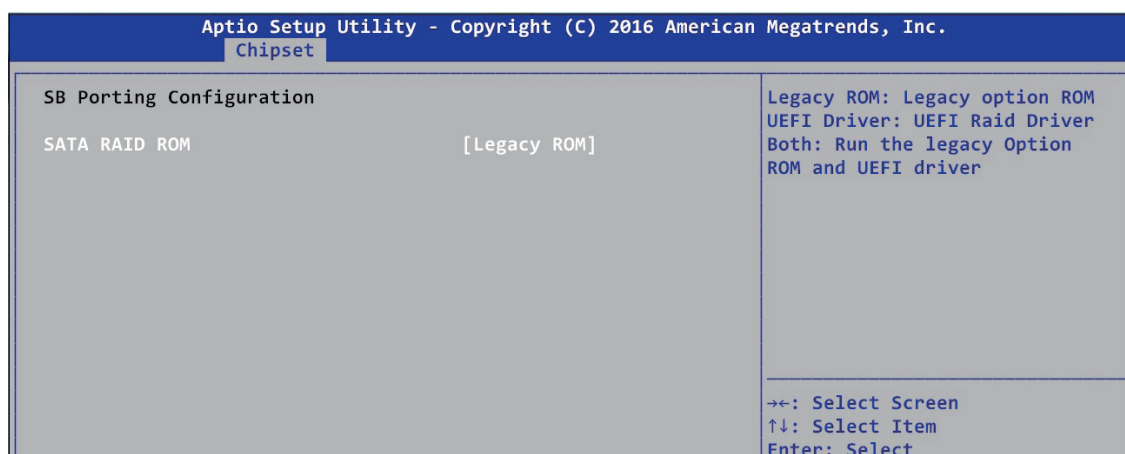 Aptio Setup Utility - Copyright (C) 2016 American Megatrends, Inc.
Chipset
SB Porting Configuration
SATA RAID ROM [Legacy ROM]
Legacy ROM: Legacy option ROM
UEFI Driver: UEFI Raid Driver
Both: Run the legacy Option
ROM and UEFI driver
→←: Select Screen
↑↓: Select Item
Enter: Select